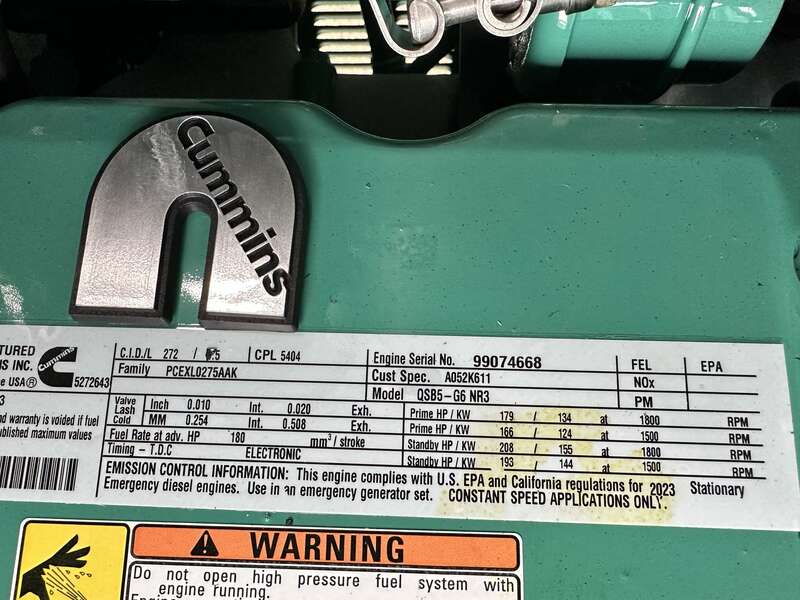 Cummins
TURED
S INC.
e USA®
Cummins
5272643
C.I.D./L 272 / .5 CPL 5404
Family PCEXL0275AAK
Engine Serial No. 99074668
Cust Spec. A052K611
Model QSB5-G6 NR3
FEL EPA
NOx
PM
3
nd warranty is voided if fuel
ublished maximum values
Valve Inch 0.010 Int. 0.020 Exh.
Lash
Cold MM 0.254 Int. 0.508 Exh.
Fuel Rate at adv. HP 180 mm³/ stroke
Timing - T.D.C ELECTRONIC
Prime HP / KW 179 / 134 at 1800 RPM
Prime HP / KW 166 / 124 at 1500 RPM
Standby HP / KW 208 / 155 at 1800 RPM
Standby HP / KW 193 / 144 at 1500 RPM
EMISSION CONTROL INFORMATION: This engine complies with U.S. EPA and California regulations for 2023 Stationary
Emergency diesel engines. Use in an emergency generator set. CONSTANT SPEED APPLICATIONS ONLY.
WARNING
Do not open high pressure fuel system with
engine running.